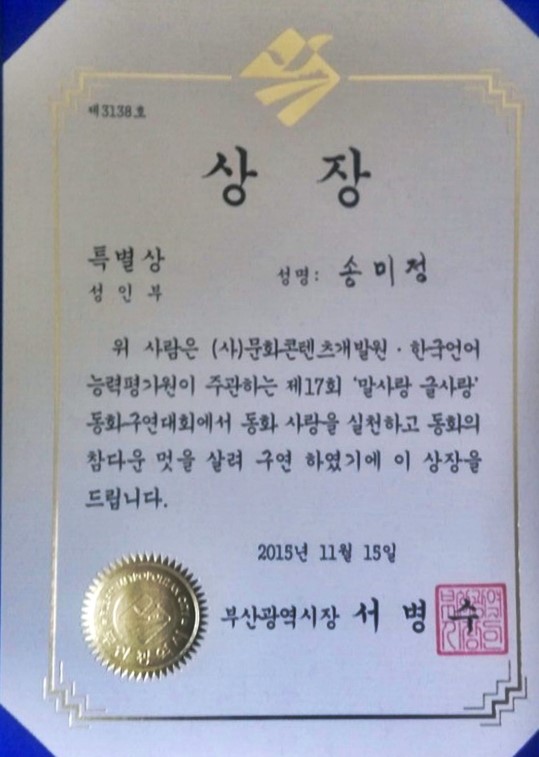 제3138호
상 장
특별상
성인부
성명: 송미정
위 사람은 (사)문화콘텐츠개발원·한국언어
능력평가원이 주관하는 제17회 '말사랑 글사랑'
동화구연대회에서 동화 사랑을 실천하고 동화의
참다운 멋을 살려 구연 하였기에 이 상장을
드립니다.
2015년 11월 15일
부산광역시장 서병수